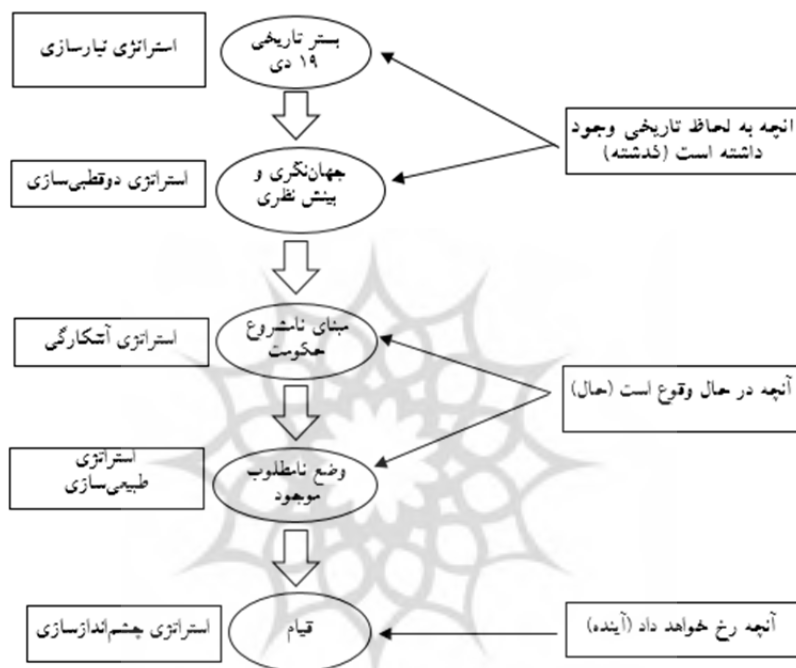 بستر تاریخی
۱۹ دی
استراتژی تبارسازی
انچه به لحاظ تاریخی وجود
داشته است (گذشته)
جهان‌نگری و
بینش نظری
استراتژی دوقطبی‌سازی
مبنای نامشروع
حکومت
استراتژی آشکارگی
آنچه در حال وقوع است (حال)
وضع نامطلوب
موجود
استراتژی
طبیعی‌سازی
قیام
استراتژی چشم‌اندازسازی
آنچه رخ خواهد داد (آینده)